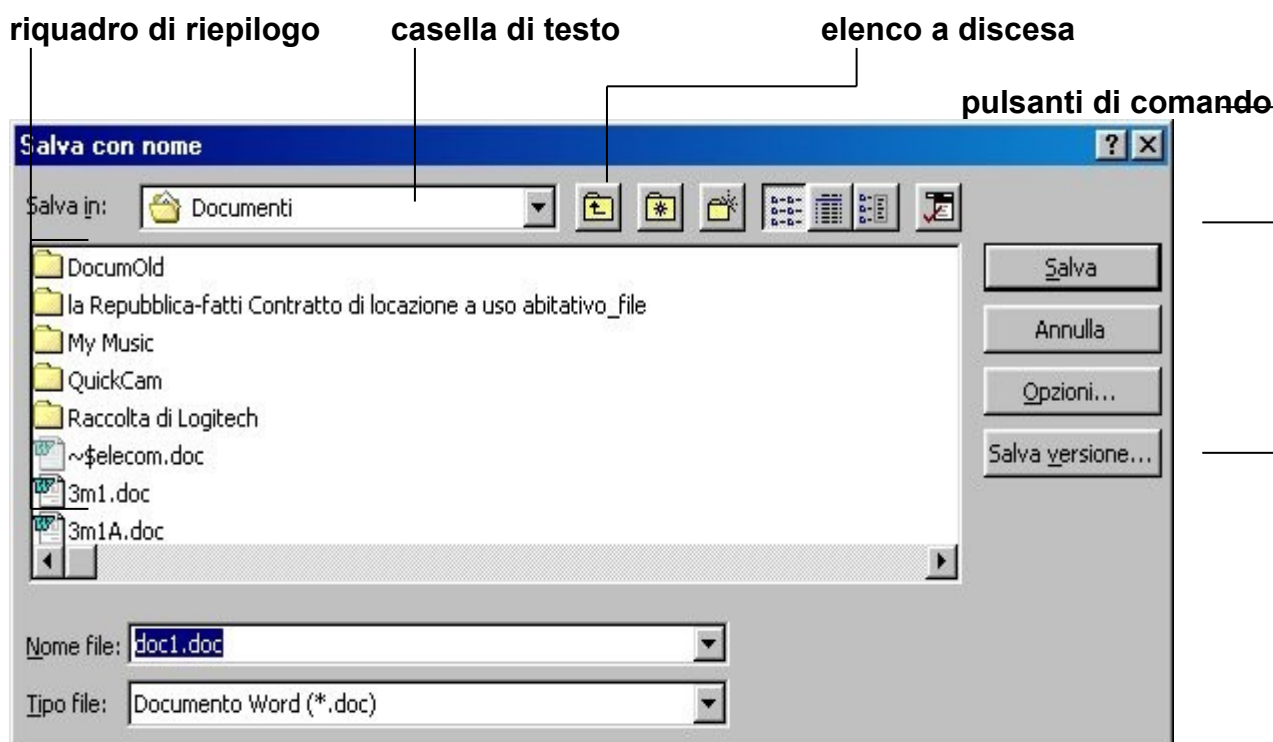 riquadro di riepilogo casella di testo elenco a discesa
pulsanti di comando
Salva con nome
Salva in: Documenti
DocumOld
la Repubblica-fatti Contratto di locazione a uso abitativo_file
My Music
QuickCam
Raccolta di Logitech
~$elecom.doc
3m1.doc
3m1A.doc
Salva
Annulla
Opzioni...
Salva versione...
Nome file: doc1.doc
Tipo file: Documento Word (*.doc)